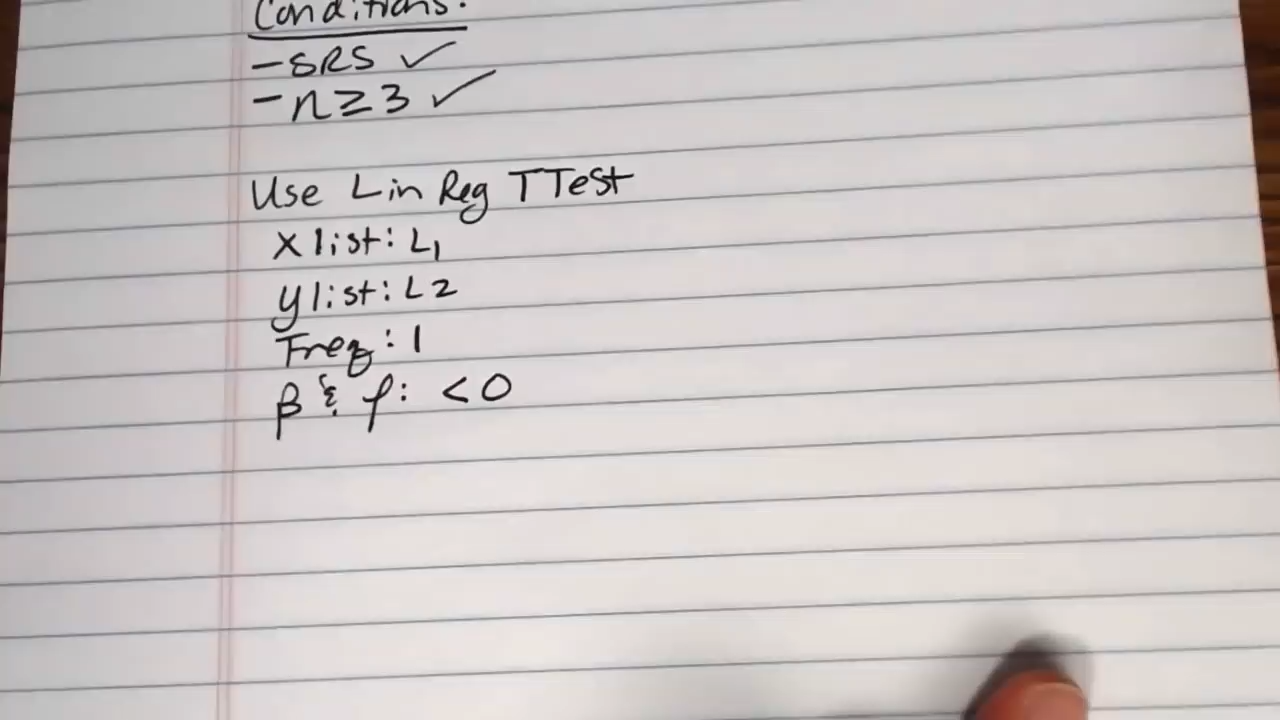 Conditions:
- SRS ✓
- n ≥ 3 ✓
Use LinReg TTest
Xlist: L₁
ylist: L2
Freq: 1
β & ρ: < 0